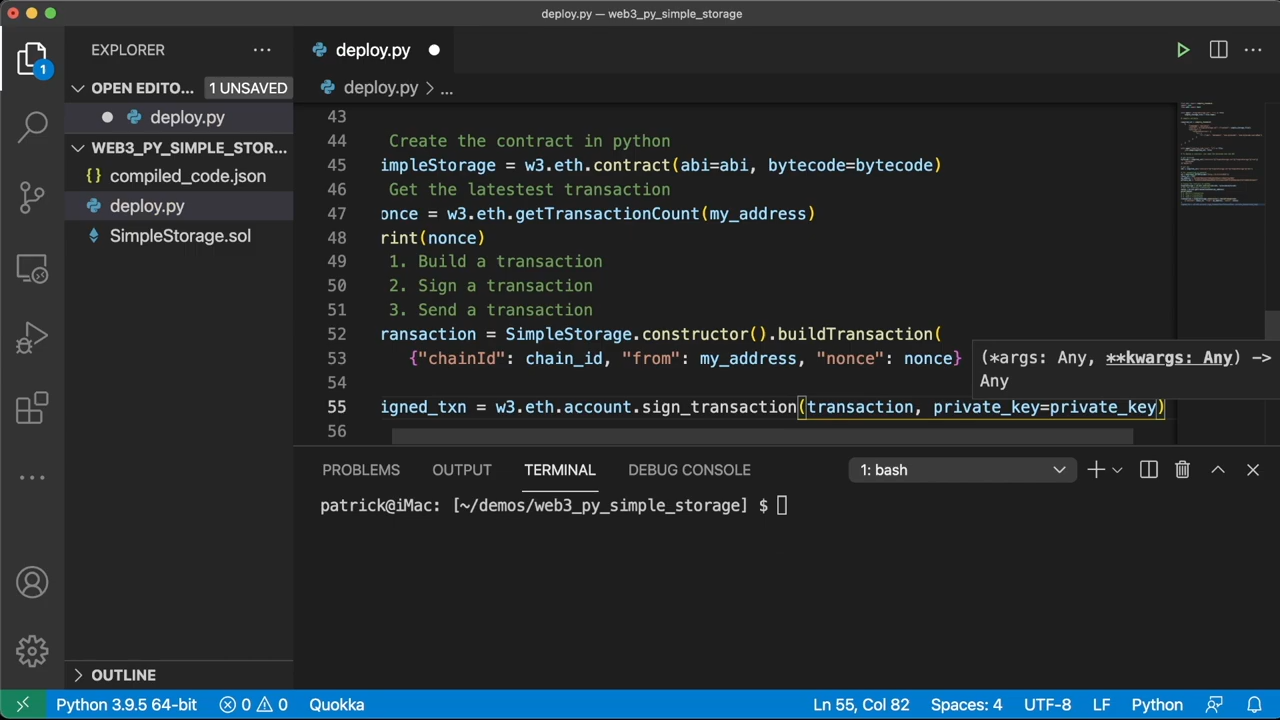 deploy.py — web3_py_simple_storage
EXPLORER
1
OPEN EDITO...
1 UNSAVED
deploy.py
WEB3_PY_SIMPLE_STOR...
{} compiled_code.json
deploy.py
SimpleStorage.sol
OUTLINE
deploy.py
deploy.py > ...
43
44 Create the contract in python
45 impleStorage = w3.eth.contract(abi=abi, bytecode=bytecode)
46 Get the latestest transaction
47 once = w3.eth.getTransactionCount(my_address)
48 rint(nonce)
49 1. Build a transaction
50 2. Sign a transaction
51 3. Send a transaction
52 ransaction = SimpleStorage.constructor().buildTransaction(
53 {"chainId": chain_id, "from": my_address, "nonce": nonce}
54
55 igned_txn = w3.eth.account.sign_transaction(transaction, private_key=private_key)
56
(*args: Any, **kwargs: Any) ->
Any
PROBLEMS OUTPUT TERMINAL DEBUG CONSOLE 1: bash
patrick@iMac: [~/demos/web3_py_simple_storage] $
Python 3.9.5 64-bit 0 0 Quokka Ln 55, Col 82 Spaces: 4 UTF-8 LF Python